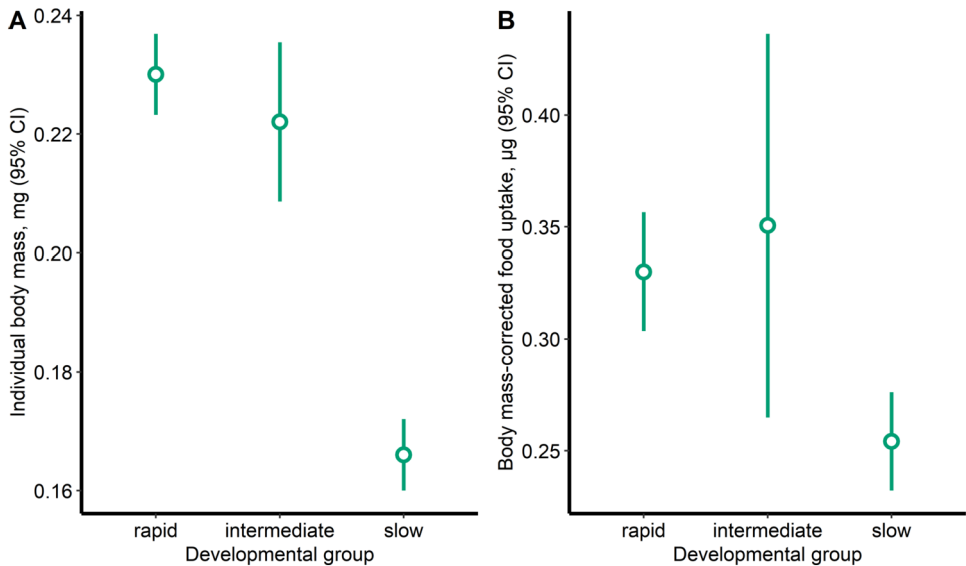 A
Individual body mass, mg (95% CI)
0.24
0.22
0.20
0.18
0.16
rapid intermediate slow
Developmental group
B
Body mass-corrected food uptake, µg (95% CI)
0.40
0.35
0.30
0.25
rapid intermediate slow
Developmental group